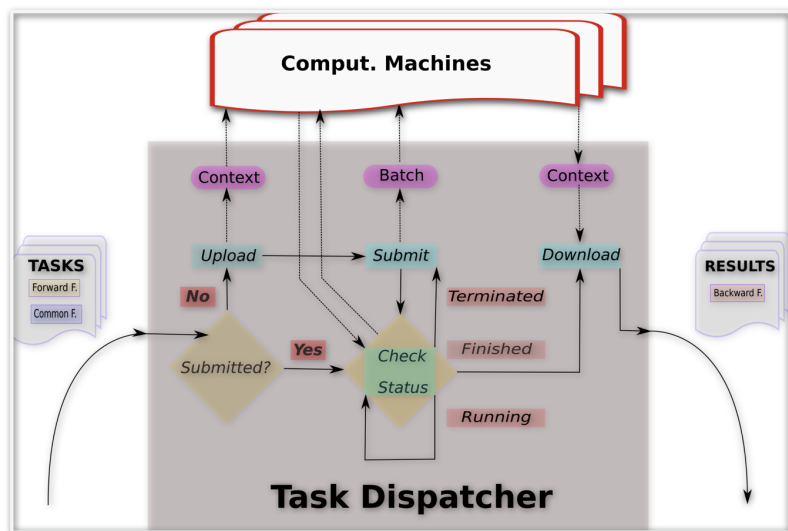 Comput. Machines
Context
Batch
Context
TASKS
Forward F.
Common F.
Upload
Submit
Download
RESULTS
Backward F.
No
Terminated
Submitted?
Yes
Check
Status
Finished
Running
Task Dispatcher